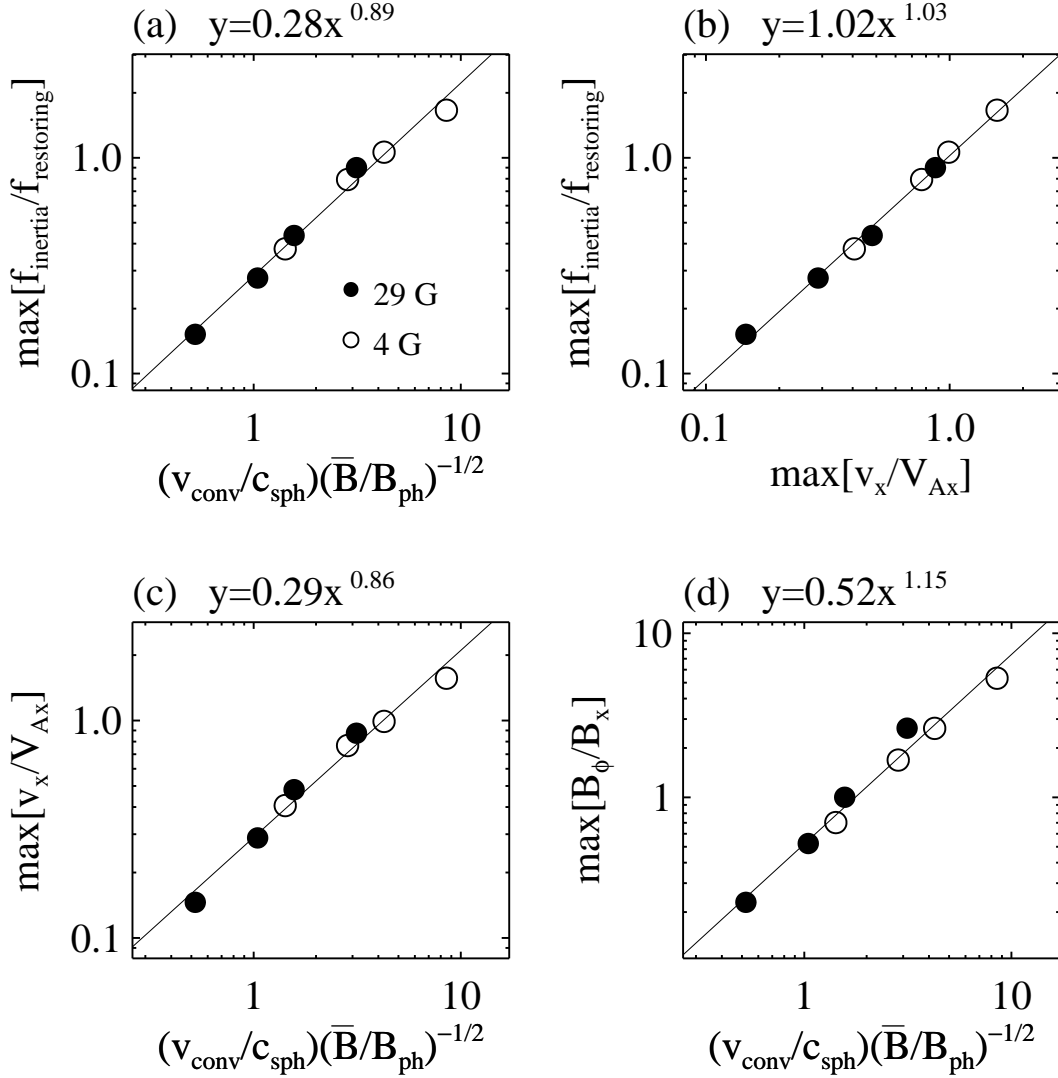 (a) y=0.28x^0.89
max[f_inertia/f_restoring]
1.0
0.1
29 G
4 G
1 10
(v_conv/c_sph)(B̅/B_ph)^−1/2
(b) y=1.02x^1.03
max[f_inertia/f_restoring]
1.0
0.1
0.1 1.0
max[v_x/V_Ax]
(c) y=0.29x^0.86
max[v_x/V_Ax]
1.0
0.1
1 10
(v_conv/c_sph)(B̅/B_ph)^−1/2
(d) y=0.52x^1.15
max[B_ϕ/B_x]
10
1
1 10
(v_conv/c_sph)(B̅/B_ph)^−1/2